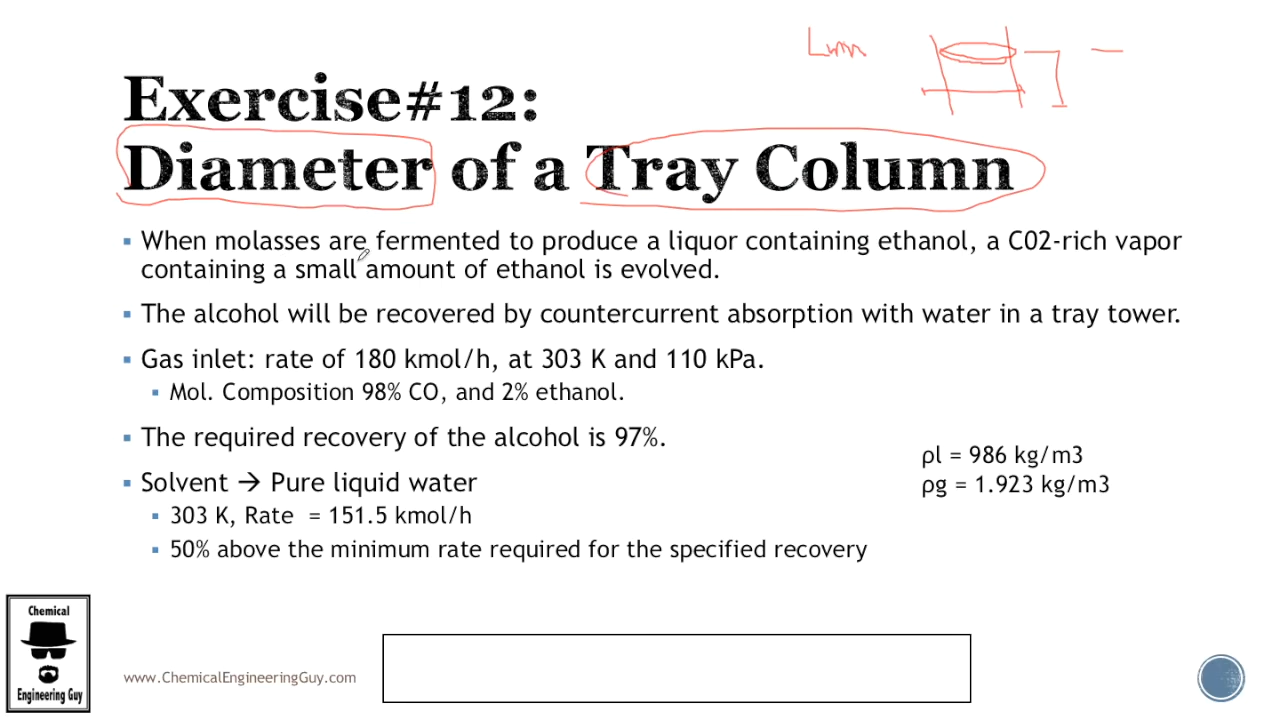 Exercise#12:
Diameter of a Tray Column
▪ When molasses are fermented to produce a liquor containing ethanol, a C02-rich vapor
containing a small amount of ethanol is evolved.
▪ The alcohol will be recovered by countercurrent absorption with water in a tray tower.
▪ Gas inlet: rate of 180 kmol/h, at 303 K and 110 kPa.
▪ Mol. Composition 98% CO, and 2% ethanol.
▪ The required recovery of the alcohol is 97%.
ρl = 986 kg/m3
ρg = 1.923 kg/m3
▪ Solvent → Pure liquid water
▪ 303 K, Rate = 151.5 kmol/h
▪ 50% above the minimum rate required for the specified recovery
Chemical
Engineering Guy
www.ChemicalEngineeringGuy.com